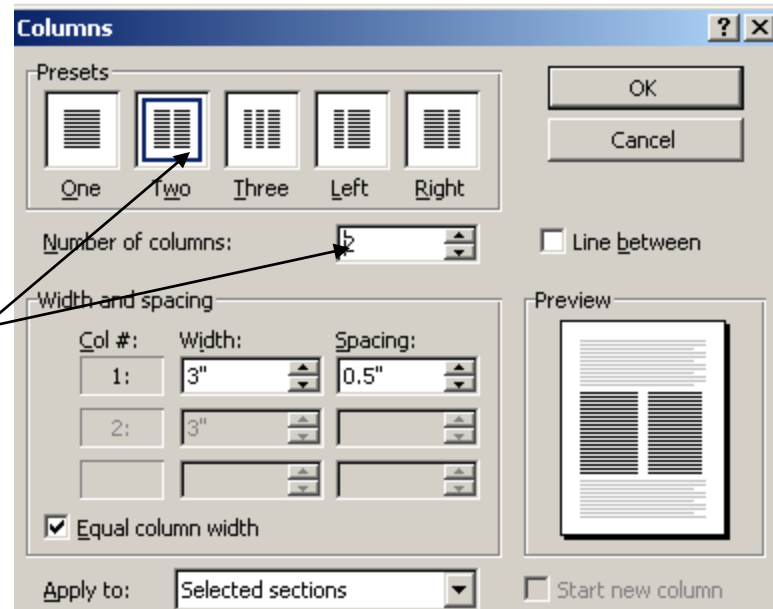 Columns
Presets
OK
Cancel
One Two Three Left Right
Number of columns: 2
Line between
Width and spacing
Preview
Col #: Width: Spacing:
1: 3" 0.5"
2: 3"
Equal column width
Apply to: Selected sections
Start new column